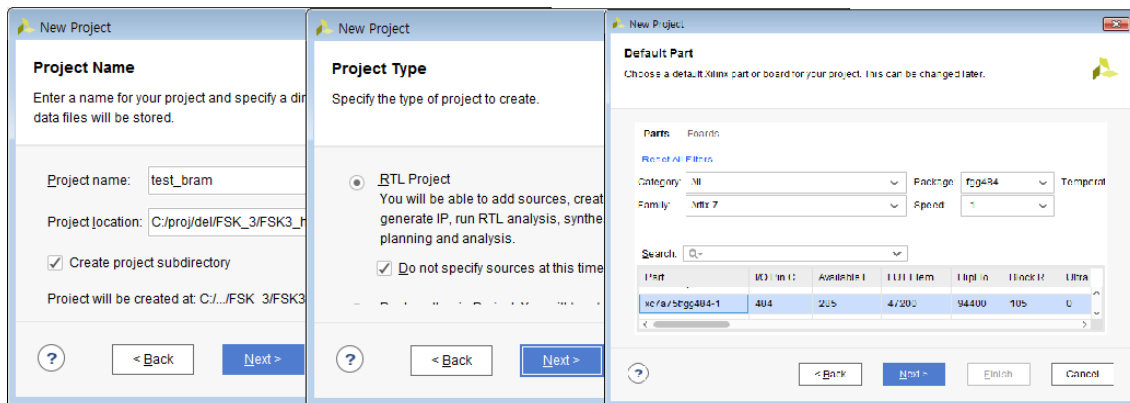 New Project
Project Name
Enter a name for your project and specify a dir
data files will be stored.
Project name: test_bram
Project location: C:/proj/del/FSK_3/FSK3_h
Create project subdirectory
Project will be created at: C:/.../FSK_3/FSK3
?
< Back
Next >
New Project
Project Type
Specify the type of project to create.
RTL Project
You will be able to add sources, creat
generate IP, run RTL analysis, synthe
planning and analysis.
Do not specify sources at this time
?
< Back
Next >
New Project
Default Part
Choose a default Xilinx part or board for your project. This can be changed later.
Parts Boards
Reset All Filters
Category: All Package: fgg484 Temperat
Family: Artix-7 Speed: -1
Search: Q-
Part I/O Pin C Available I LUT Elem FlipFlo Block R Ultra
xc7a75tfgg484-1 484 285 47200 94400 105 0
?
< Back
Next >
Finish
Cancel